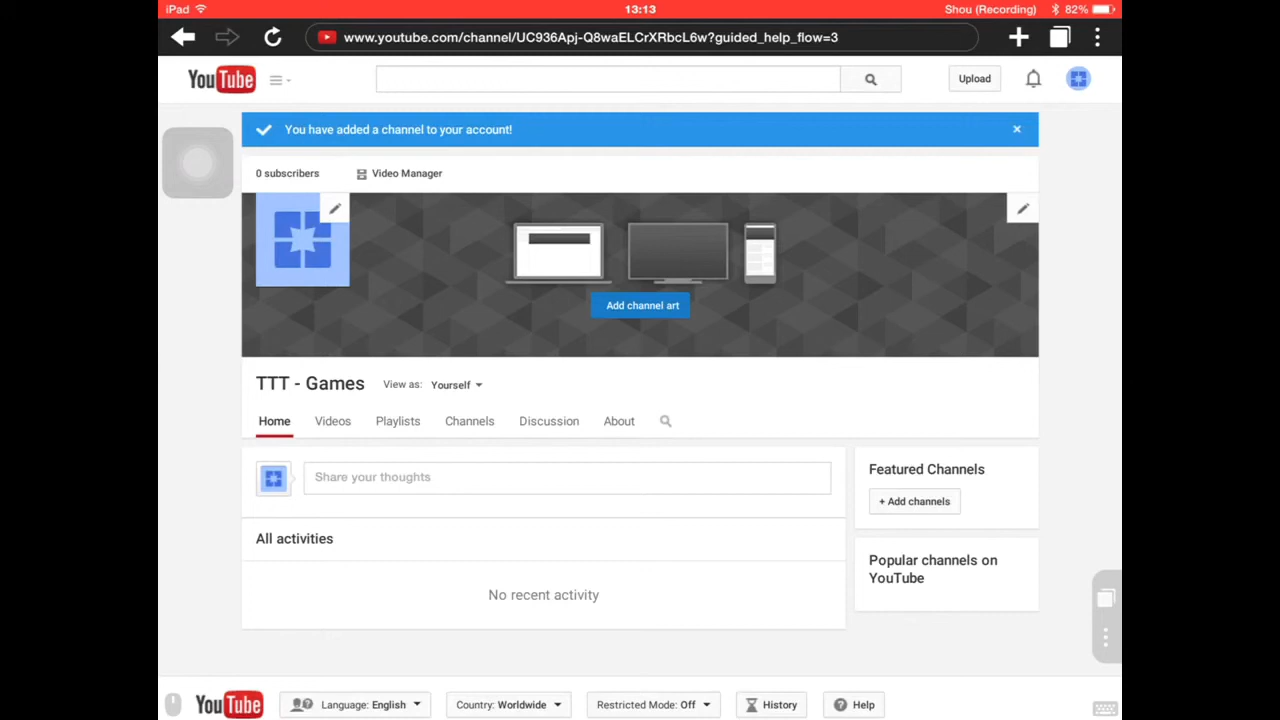 iPad 13:13 Shou (Recording) 82%
www.youtube.com/channel/UC936Apj-Q8waELCrXRbcL6w?guided_help_flow=3
YouTube Upload
You have added a channel to your account!
0 subscribers Video Manager
Add channel art
TTT - Games View as: Yourself
Home Videos Playlists Channels Discussion About
Share your thoughts
All activities
No recent activity
Featured Channels
+ Add channels
Popular channels on
YouTube
YouTube Language: English Country: Worldwide Restricted Mode: Off History Help